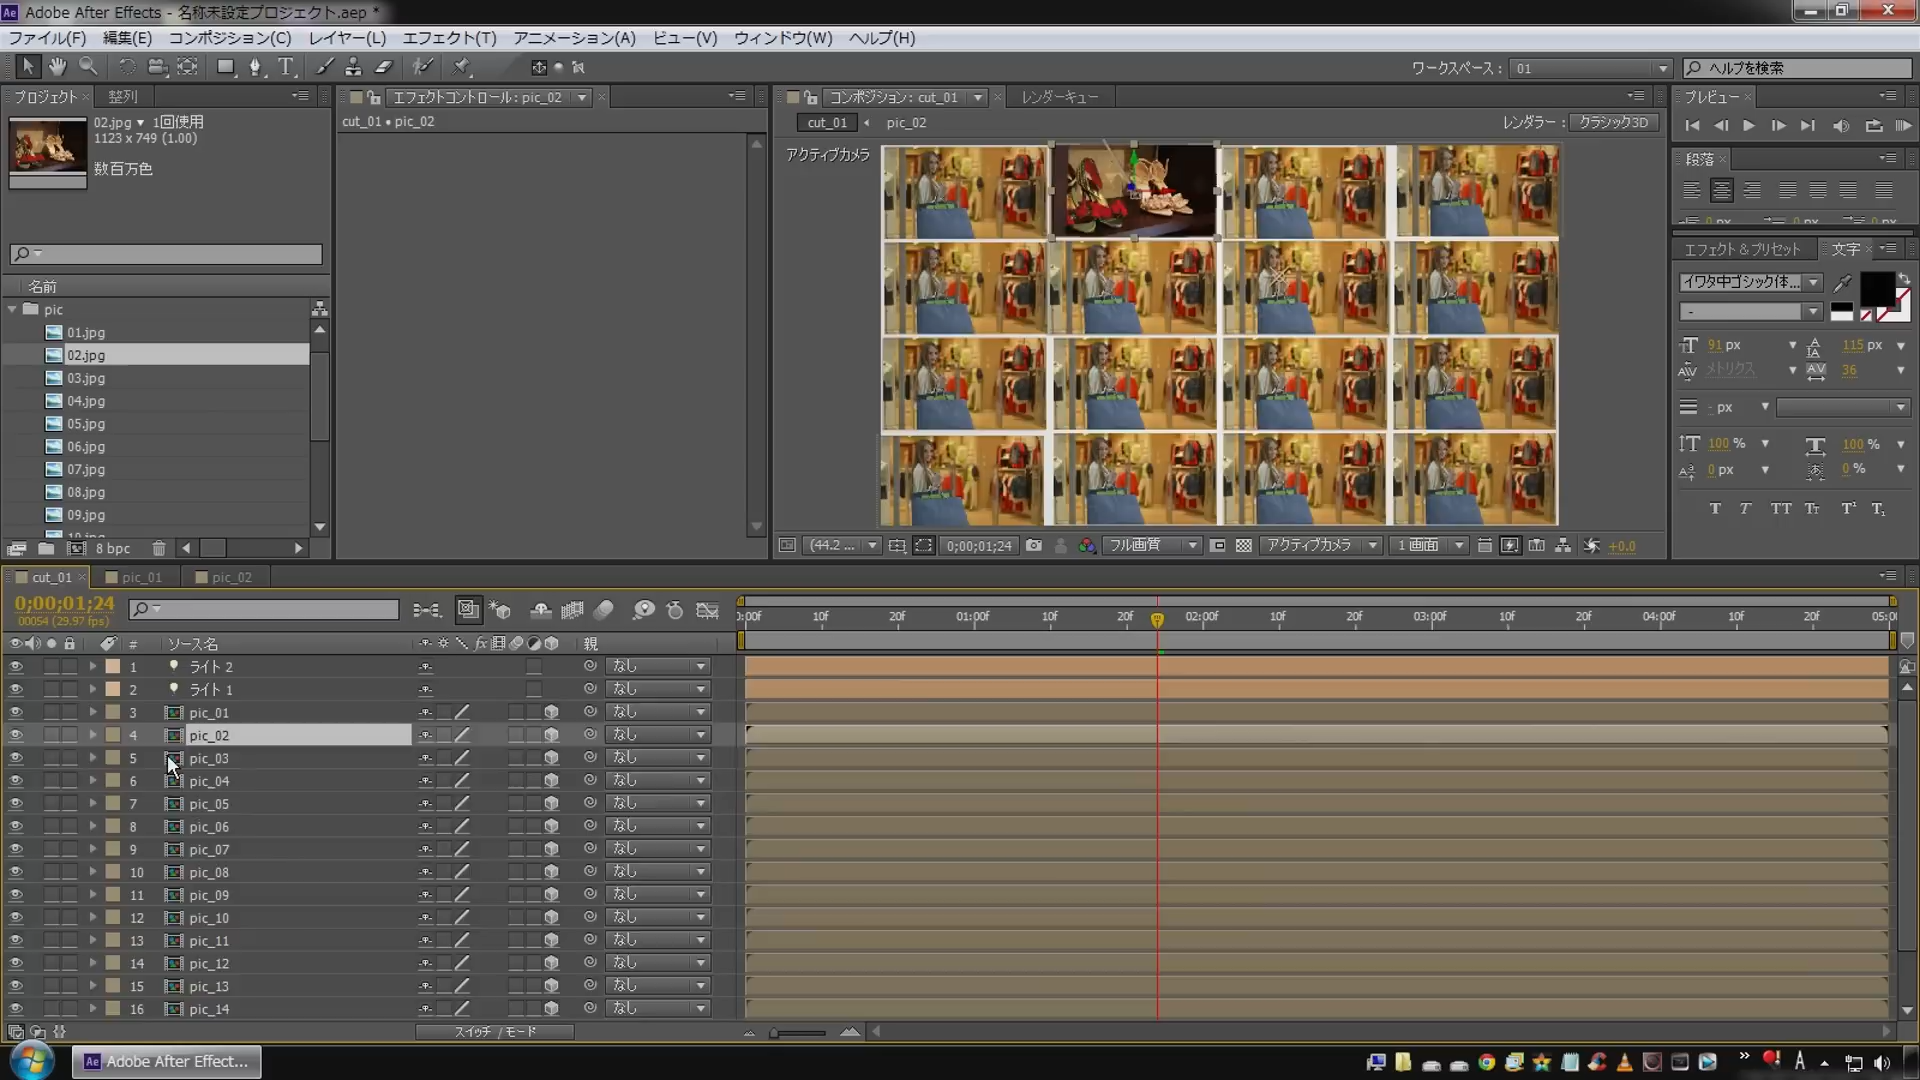 Adobe After Effects - 名称未設定プロジェクト.aep *
ファイル(F) 編集(E) コンポジション(C) レイヤー(L) エフェクト(T) アニメーション(A) ビュー(V) ウィンドウ(W) ヘルプ(H)
ワークスペース : 01 ヘルプを検索
プロジェクト 整列
02.jpg 1回使用
1123 x 749 (1.00)
数百万色
名前
pic
01.jpg
02.jpg
03.jpg
04.jpg
05.jpg
06.jpg
07.jpg
08.jpg
09.jpg
8 bpc
エフェクトコントロール : pic_02
cut_01 • pic_02
コンポジション : cut_01 レンダーキュー
cut_01 pic_02 レンダラー : クラシック3D
アクティブカメラ
(44.2 ... 0;00;01;24 フル画質 アクティブカメラ 1 画面 +0.0
プレビュー
段落
エフェクト＆プリセット 文字
イワタ中ゴシック体...
-
91 px 115 px
メトリクス 36
- px
100 % 100 %
0 px 0 %
cut_01 pic_01 pic_02
0;00;01;24
00054 (29.97 fps)
:00f 10f 20f 01:00f 10f 20f 02:00f 10f 20f 03:00f 10f 20f 04:00f 10f 20f 05:00
# ソース名 親
1 ライト 2 なし
2 ライト 1 なし
3 pic_01 なし
4 pic_02 なし
5 pic_03 なし
6 pic_04 なし
7 pic_05 なし
8 pic_06 なし
9 pic_07 なし
10 pic_08 なし
11 pic_09 なし
12 pic_10 なし
13 pic_11 なし
14 pic_12 なし
15 pic_13 なし
16 pic_14 なし
スイッチ / モード
Adobe After Effect...